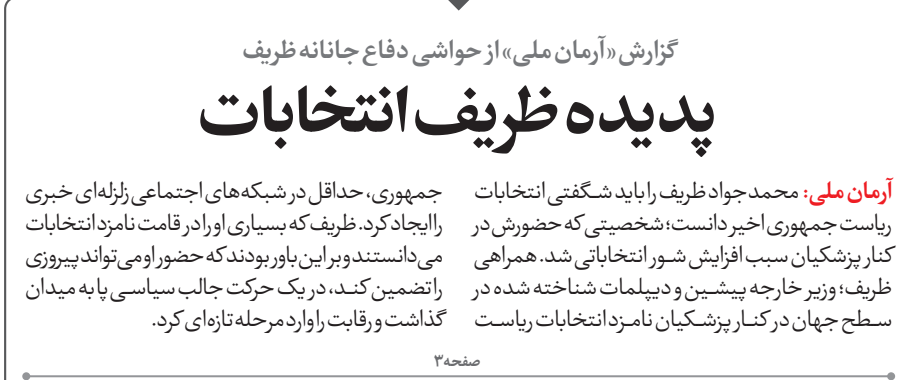 گزارش «آرمان ملی» از حواشی دفاع جانانه ظریف
پدیده ظریف انتخابات
آرمان ملی: محمدجواد ظریف را باید شگفتی انتخابات
ریاست جمهوری اخیر دانست؛ شخصیتی که حضورش در
کنار پزشکیان سبب افزایش شور انتخاباتی شد. همراهی
ظریف؛ وزیر خارجه پیشین و دیپلمات شناخته شده در
سطح جهان در کنار پزشکیان نامزد انتخابات ریاست
جمهوری، حداقل در شبکه‌های اجتماعی زلزله‌ای خبری
را ایجاد کرد. ظریف که بسیاری او را در قامت نامزد انتخابات
می‌دانستند و بر این باور بودند که حضور او می‌تواند پیروزی
را تضمین کند، در یک حرکت جالب سیاسی پا به میدان
گذاشت و رقابت را وارد مرحله تازه‌ای کرد.
صفحه۳